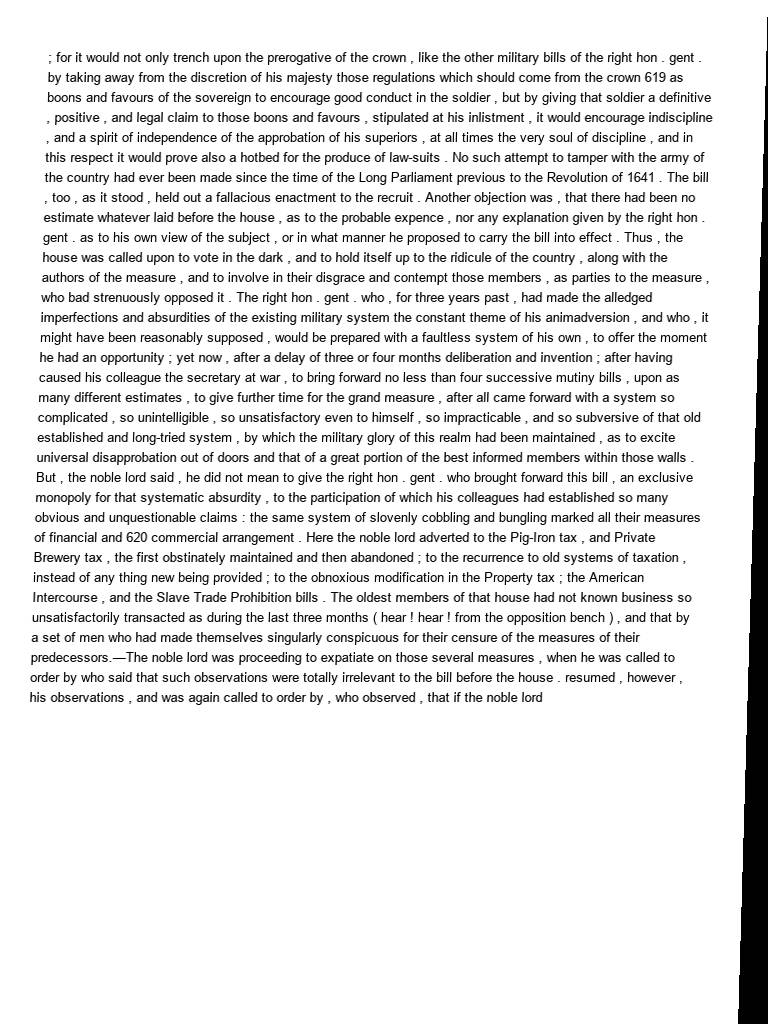 ; for it would not only trench upon the prerogative of the crown , like the other military bills of the right hon . gent .
by taking away from the discretion of his majesty those regulations which should come from the crown 619 as
boons and favours of the sovereign to encourage good conduct in the soldier , but by giving that soldier a definitive
, positive , and legal claim to those boons and favours , stipulated at his inlistment , it would encourage indiscipline
, and a spirit of independence of the approbation of his superiors , at all times the very soul of discipline , and in
this respect it would prove also a hotbed for the produce of law-suits . No such attempt to tamper with the army of
the country had ever been made since the time of the Long Parliament previous to the Revolution of 1641 . The bill
, too , as it stood , held out a fallacious enactment to the recruit . Another objection was , that there had been no
estimate whatever laid before the house , as to the probable expence , nor any explanation given by the right hon .
gent . as to his own view of the subject , or in what manner he proposed to carry the bill into effect . Thus , the
house was called upon to vote in the dark , and to hold itself up to the ridicule of the country , along with the
authors of the measure , and to involve in their disgrace and contempt those members , as parties to the measure ,
who bad strenuously opposed it . The right hon . gent . who , for three years past , had made the alledged
imperfections and absurdities of the existing military system the constant theme of his animadversion , and who , it
might have been reasonably supposed , would be prepared with a faultless system of his own , to offer the moment
he had an opportunity ; yet now , after a delay of three or four months deliberation and invention ; after having
caused his colleague the secretary at war , to bring forward no less than four successive mutiny bills , upon as
many different estimates , to give further time for the grand measure , after all came forward with a system so
complicated , so unintelligible , so unsatisfactory even to himself , so impracticable , and so subversive of that old
established and long-tried system , by which the military glory of this realm had been maintained , as to excite
universal disapprobation out of doors and that of a great portion of the best informed members within those walls .
But , the noble lord said , he did not mean to give the right hon . gent . who brought forward this bill , an exclusive
monopoly for that systematic absurdity , to the participation of which his colleagues had established so many
obvious and unquestionable claims : the same system of slovenly cobbling and bungling marked all their measures
of financial and 620 commercial arrangement . Here the noble lord adverted to the Pig-Iron tax , and Private
Brewery tax , the first obstinately maintained and then abandoned ; to the recurrence to old systems of taxation ,
instead of any thing new being provided ; to the obnoxious modification in the Property tax ; the American
Intercourse , and the Slave Trade Prohibition bills . The oldest members of that house had not known business so
unsatisfactorily transacted as during the last three months ( hear ! hear ! from the opposition bench ) , and that by
a set of men who had made themselves singularly conspicuous for their censure of the measures of their
predecessors.—The noble lord was proceeding to expatiate on those several measures , when he was called to
order by who said that such observations were totally irrelevant to the bill before the house . resumed , however ,
his observations , and was again called to order by , who observed , that if the noble lord